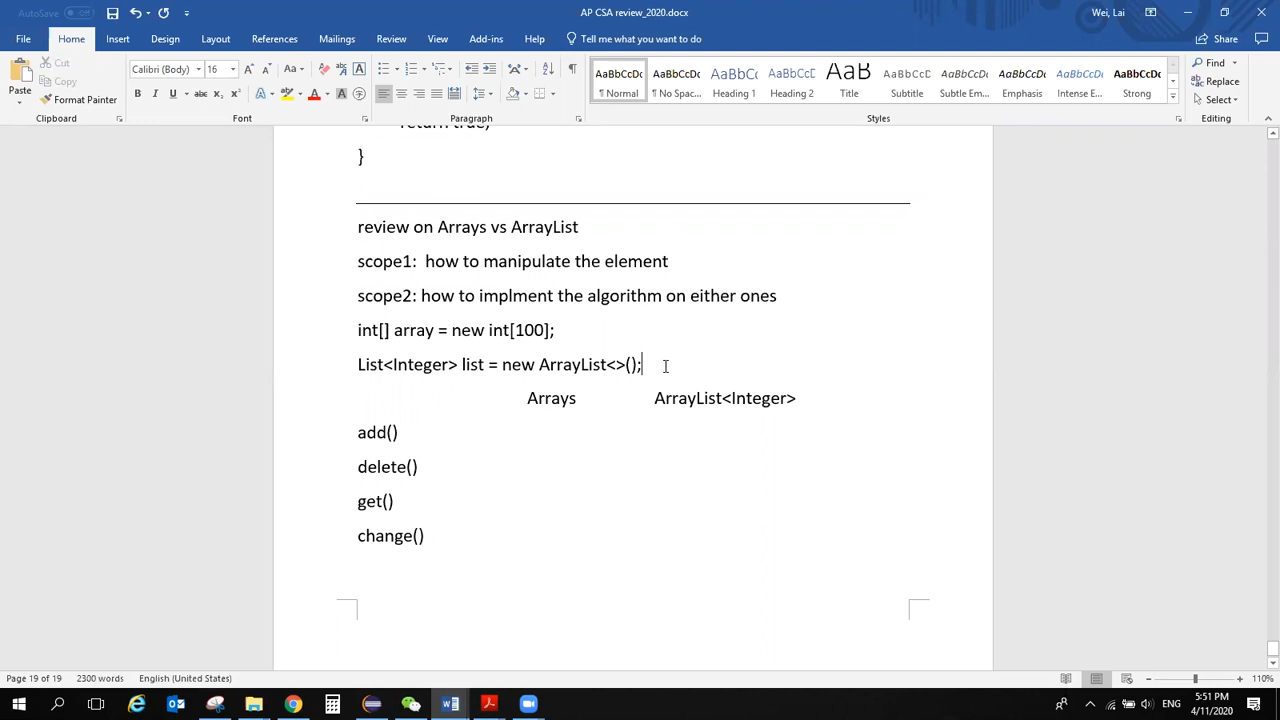 AutoSave Off
AP CSA review_2020.docx
Wei, Lai
File Home Insert Design Layout References Mailings Review View Add-ins Help Tell me what you want to do
Share
Paste
Cut
Copy
Format Painter
Clipboard
Calibri (Body) 16
Font
Paragraph
AaBbCcDc AaBbCcDc AaBbCc AaBbCcD AaB AaBbCcD AaBbCcDc AaBbCcDc AaBbCcDc AaBbCcDc
¶ Normal ¶ No Spac... Heading 1 Heading 2 Title Subtitle Subtle Em... Emphasis Intense E... Strong
Styles
Find
Replace
Select
Editing
return true;
}
review on Arrays vs ArrayList
scope1: how to manipulate the element
scope2: how to implment the algorithm on either ones
int[] array = new int[100];
List<Integer> list = new ArrayList<>();
Arrays ArrayList<Integer>
add()
delete()
get()
change()
Page 19 of 19 2300 words English (United States)
110%
ENG
5:51 PM
4/11/2020